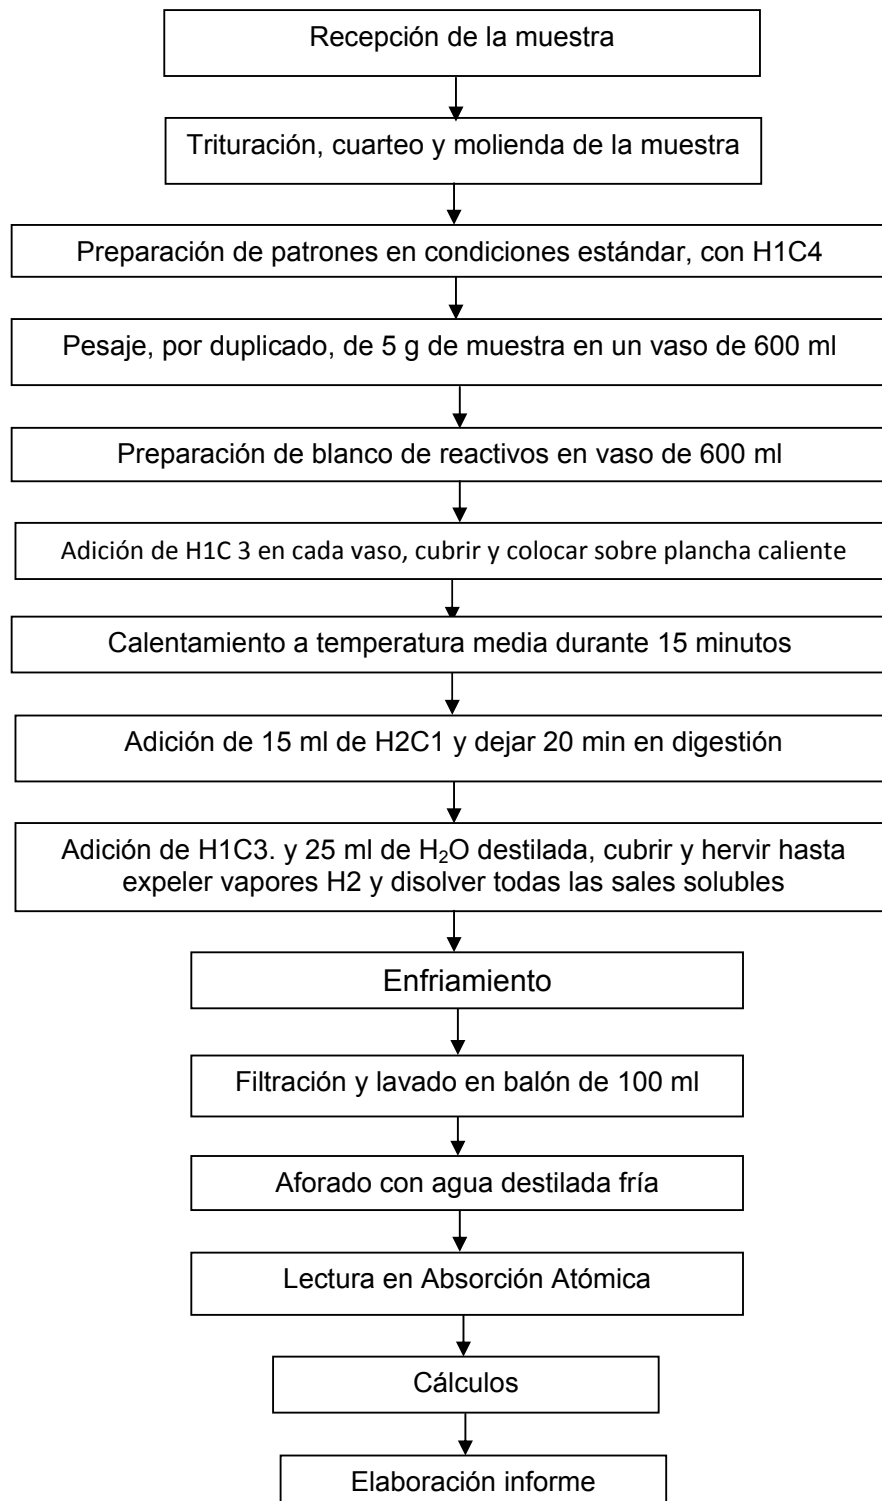 Recepción de la muestra
Trituración, cuarteo y molienda de la muestra
Preparación de patrones en condiciones estándar, con H1C4
Pesaje, por duplicado, de 5 g de muestra en un vaso de 600 ml
Preparación de blanco de reactivos en vaso de 600 ml
Adición de H1C 3 en cada vaso, cubrir y colocar sobre plancha caliente
Calentamiento a temperatura media durante 15 minutos
Adición de 15 ml de H2C1 y dejar 20 min en digestión
Adición de H1C3. y 25 ml de H₂O destilada, cubrir y hervir hasta
expeler vapores H2 y disolver todas las sales solubles
Enfriamiento
Filtración y lavado en balón de 100 ml
Aforado con agua destilada fría
Lectura en Absorción Atómica
Cálculos
Elaboración informe